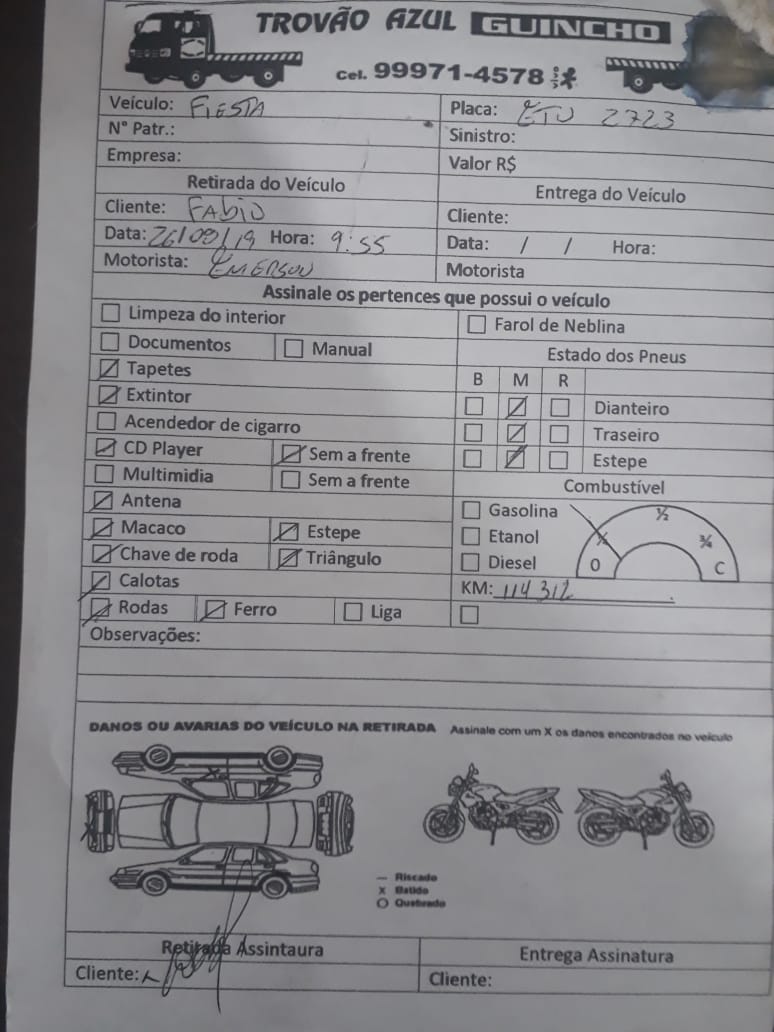 TROVÃO AZUL GUINCHO
Cel. 99971-4578
Veículo: FIESTA Placa: ETU 2723
N° Patr.: Sinistro:
Empresa: Valor R$
Retirada do Veículo Entrega do Veículo
Cliente: FABIO Cliente:
Data: 26/09/19 Hora: 9:55 Data: / / Hora:
Motorista: EMERSON Motorista
Assinale os pertences que possui o veículo
Limpeza do interior Farol de Neblina
Documentos Manual Estado dos Pneus
Tapetes B M R
Extintor Dianteiro
Acendedor de cigarro Traseiro
CD Player Sem a frente Estepe
Multimidia Sem a frente Combustível
Antena Gasolina ½
Macaco Estepe Etanol ¼ ¾
Chave de roda Triângulo Diesel O C
Calotas KM: 114312
Rodas Ferro Liga
Observações:
DANOS OU AVARIAS DO VEÍCULO NA RETIRADA Assinale com um X os danos encontrados no veículo
— Riscado
X Batido
O Quebrado
Retirada Assintaura Entrega Assinatura
Cliente: Cliente: